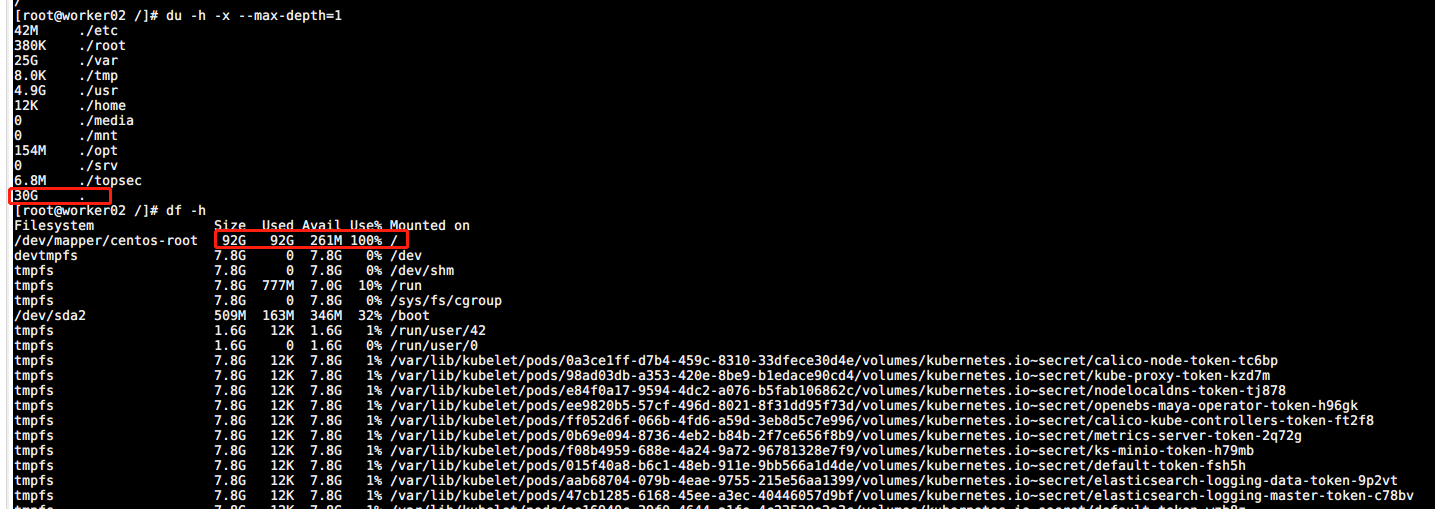 /
[root@worker02 /]# du -h -x --max-depth=1
42M ./etc
380K ./root
25G ./var
8.0K ./tmp
4.9G ./usr
12K ./home
0 ./media
0 ./mnt
154M ./opt
0 ./srv
6.8M ./topsec
30G .
[root@worker02 /]# df -h
Filesystem Size Used Avail Use% Mounted on
/dev/mapper/centos-root 92G 92G 261M 100% /
devtmpfs 7.8G 0 7.8G 0% /dev
tmpfs 7.8G 0 7.8G 0% /dev/shm
tmpfs 7.8G 777M 7.0G 10% /run
tmpfs 7.8G 0 7.8G 0% /sys/fs/cgroup
/dev/sda2 509M 163M 346M 32% /boot
tmpfs 1.6G 12K 1.6G 1% /run/user/42
tmpfs 1.6G 0 1.6G 0% /run/user/0
tmpfs 7.8G 12K 7.8G 1% /var/lib/kubelet/pods/0a3ce1ff-d7b4-459c-8310-33dfece30d4e/volumes/kubernetes.io~secret/calico-node-token-tc6bp
tmpfs 7.8G 12K 7.8G 1% /var/lib/kubelet/pods/98ad03db-a353-420e-8be9-b1edace90cd4/volumes/kubernetes.io~secret/kube-proxy-token-kzd7m
tmpfs 7.8G 12K 7.8G 1% /var/lib/kubelet/pods/e84f0a17-9594-4dc2-a076-b5fab106862c/volumes/kubernetes.io~secret/nodelocaldns-token-tj878
tmpfs 7.8G 12K 7.8G 1% /var/lib/kubelet/pods/ee9820b5-57cf-496d-8021-8f31dd95f73d/volumes/kubernetes.io~secret/openebs-maya-operator-token-h96gk
tmpfs 7.8G 12K 7.8G 1% /var/lib/kubelet/pods/ff052d6f-066b-4fd6-a59d-3eb8d5c7e996/volumes/kubernetes.io~secret/calico-kube-controllers-token-ft2f8
tmpfs 7.8G 12K 7.8G 1% /var/lib/kubelet/pods/0b69e094-8736-4eb2-b84b-2f7ce656f8b9/volumes/kubernetes.io~secret/metrics-server-token-2q72g
tmpfs 7.8G 12K 7.8G 1% /var/lib/kubelet/pods/f08b4959-688e-4a24-9a72-96781328e7f9/volumes/kubernetes.io~secret/ks-minio-token-h79mb
tmpfs 7.8G 12K 7.8G 1% /var/lib/kubelet/pods/015f40a8-b6c1-48eb-911e-9bb566a1d4de/volumes/kubernetes.io~secret/default-token-fsh5h
tmpfs 7.8G 12K 7.8G 1% /var/lib/kubelet/pods/aab68704-079b-4eae-9755-215e56aa1399/volumes/kubernetes.io~secret/elasticsearch-logging-data-token-9p2vt
tmpfs 7.8G 12K 7.8G 1% /var/lib/kubelet/pods/47cb1285-6168-45ee-a3ec-40446057d9bf/volumes/kubernetes.io~secret/elasticsearch-logging-master-token-c78bv